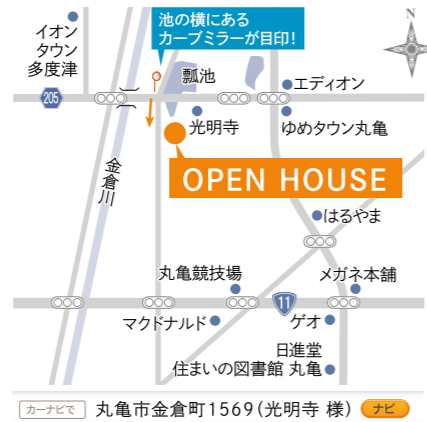 池の横にある
カーブミラーが目印!
N
イオン
タウン
多度津
瓢池
エディオン
205
光明寺
ゆめタウン丸亀
金倉川
OPEN HOUSE
はるやま
丸亀競技場
メガネ本舗
11
マクドナルド
ゲオ
日進堂
住まいの図書館 丸亀
カーナビで 丸亀市金倉町1569(光明寺 様) ナビ